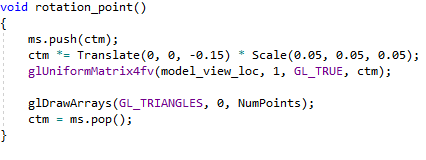 void rotation_point()
{
ms.push(ctm);
ctm *= Translate(0, 0, -0.15) * Scale(0.05, 0.05, 0.05);
glUniformMatrix4fv(model_view_loc, 1, GL_TRUE, ctm);
glDrawArrays(GL_TRIANGLES, 0, NumPoints);
ctm = ms.pop();
}